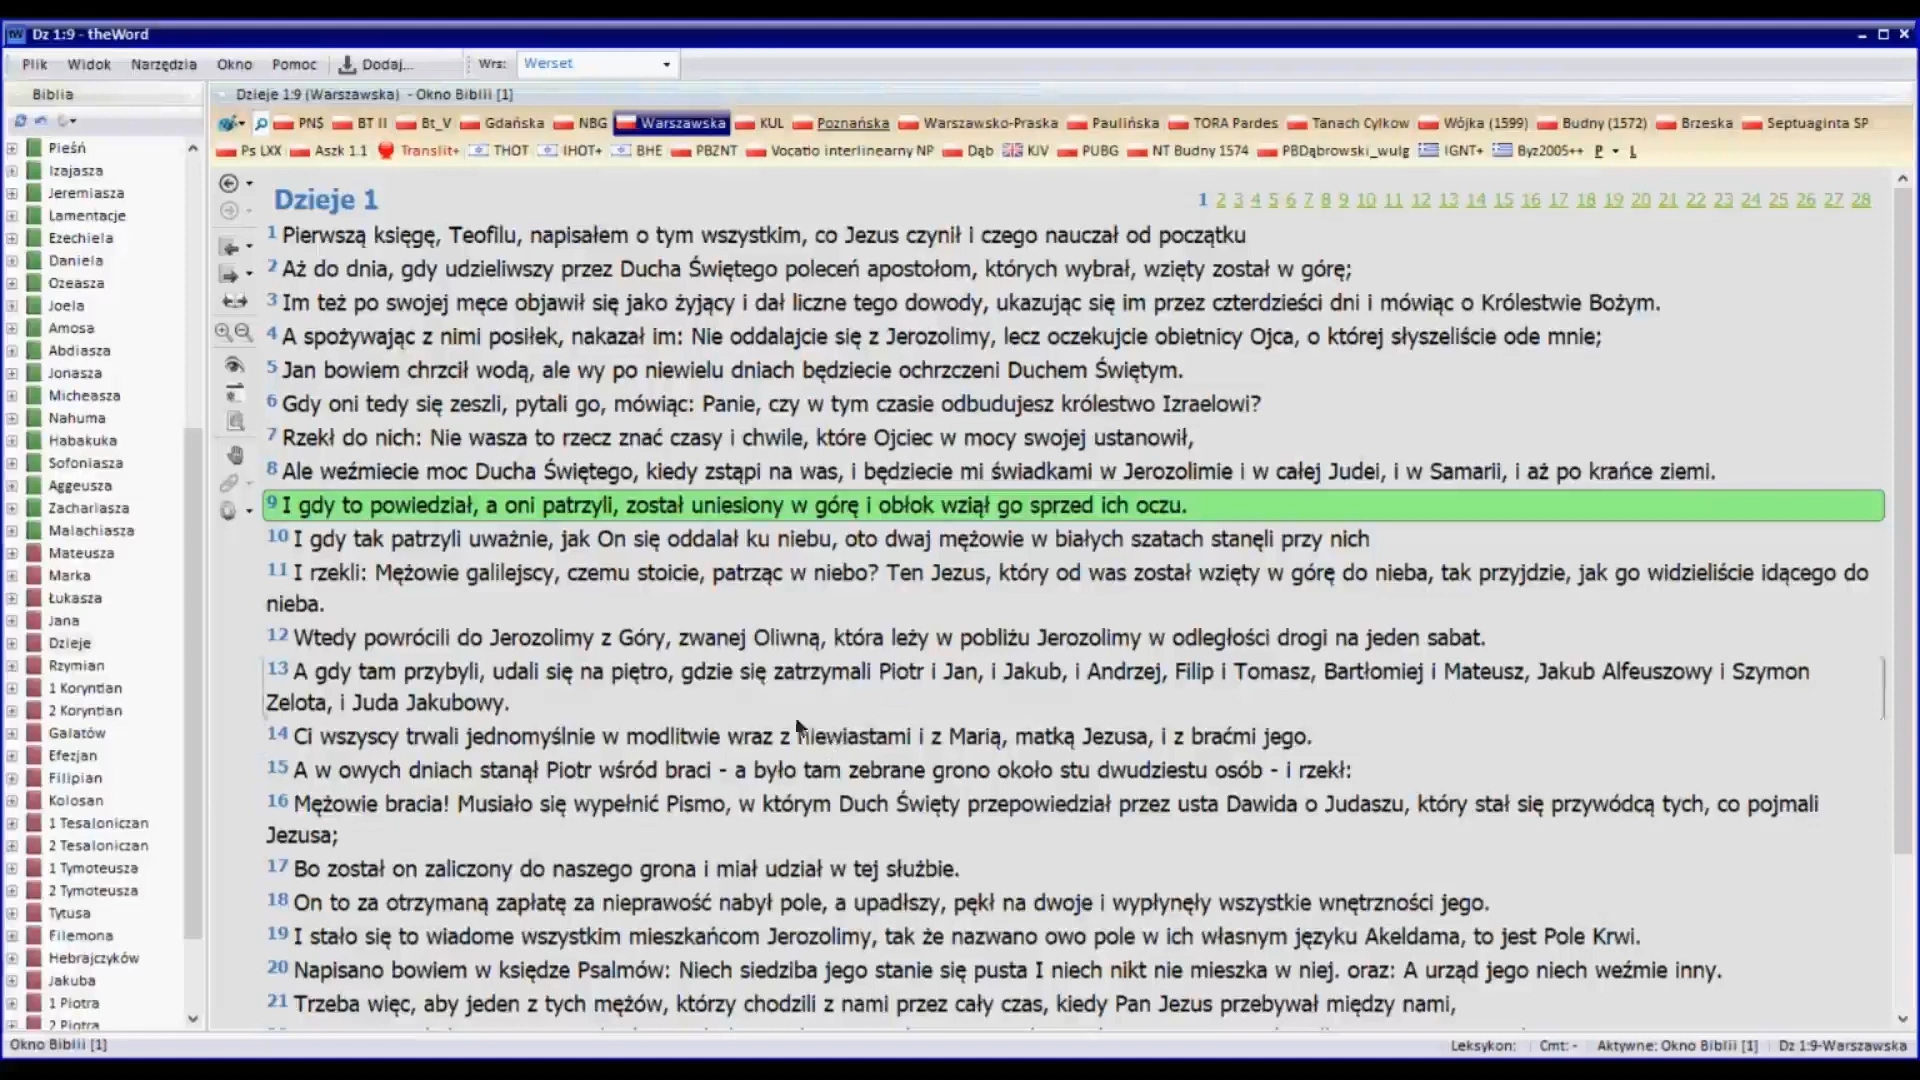 Dz 1:9 - theWord
Plik Widok Narzędzia Okno Pomoc Dodaj... Wrs: Werset
Biblia
Dzieje 1:9 (Warszawska) - Okno Biblii [1]
PNŚ BT II Bt_V Gdańska NBG Warszawska KUL Poznańska Warszawsko-Praska Paulińska TORA Pardes Tanach Cylkow Wójka (1599) Budny (1572) Brzeska Septuaginta SP
Ps LXX Aszk 1.1 Translit+ THOT IHOT+ BHE PBZNT Vocatio interlinearny NP Dąb KJV PUBG NT Budny 1574 PBDąbrowski_wulg IGNT+ Byz2005++ P L
Pieśń
Izajasza
Jeremiasza
Lamentacje
Ezechiela
Daniela
Ozeasza
Joela
Amosa
Abdiasza
Jonasza
Micheasza
Nahuma
Habakuka
Sofoniasza
Aggeusza
Zachariasza
Malachiasza
Mateusza
Marka
Łukasza
Jana
Dzieje
Rzymian
1 Koryntian
2 Koryntian
Galatów
Efezjan
Filipian
Kolosan
1 Tesaloniczan
2 Tesaloniczan
1 Tymoteusza
2 Tymoteusza
Tytusa
Filemona
Hebrajczyków
Jakuba
1 Piotra
2 Piotra
Dzieje 1
1 2 3 4 5 6 7 8 9 10 11 12 13 14 15 16 17 18 19 20 21 22 23 24 25 26 27 28
1 Pierwszą księgę, Teofilu, napisałem o tym wszystkim, co Jezus czynił i czego nauczał od początku
2 Aż do dnia, gdy udzieliwszy przez Ducha Świętego poleceń apostołom, których wybrał, wzięty został w górę;
3 Im też po swojej męce objawił się jako żyjący i dał liczne tego dowody, ukazując się im przez czterdzieści dni i mówiąc o Królestwie Bożym.
4 A spożywając z nimi posiłek, nakazał im: Nie oddalajcie się z Jerozolimy, lecz oczekujcie obietnicy Ojca, o której słyszeliście ode mnie;
5 Jan bowiem chrzcił wodą, ale wy po niewielu dniach będziecie ochrzczeni Duchem Świętym.
6 Gdy oni tedy się zeszli, pytali go, mówiąc: Panie, czy w tym czasie odbudujesz królestwo Izraelowi?
7 Rzekł do nich: Nie wasza to rzecz znać czasy i chwile, które Ojciec w mocy swojej ustanowił,
8 Ale weźmiecie moc Ducha Świętego, kiedy zstąpi na was, i będziecie mi świadkami w Jerozolimie i w całej Judei, i w Samarii, i aż po krańce ziemi.
9 I gdy to powiedział, a oni patrzyli, został uniesiony w górę i obłok wziął go sprzed ich oczu.
10 I gdy tak patrzyli uważnie, jak On się oddalał ku niebu, oto dwaj mężowie w białych szatach stanęli przy nich
11 I rzekli: Mężowie galilejscy, czemu stoicie, patrząc w niebo? Ten Jezus, który od was został wzięty w górę do nieba, tak przyjdzie, jak go widzieliście idącego do
nieba.
12 Wtedy powrócili do Jerozolimy z Góry, zwanej Oliwną, która leży w pobliżu Jerozolimy w odległości drogi na jeden sabat.
13 A gdy tam przybyli, udali się na piętro, gdzie się zatrzymali Piotr i Jan, i Jakub, i Andrzej, Filip i Tomasz, Bartłomiej i Mateusz, Jakub Alfeuszowy i Szymon
Zelota, i Juda Jakubowy.
14 Ci wszyscy trwali jednomyślnie w modlitwie wraz z niewiastami i z Marią, matką Jezusa, i z braćmi jego.
15 A w owych dniach stanął Piotr wśród braci - a było tam zebrane grono około stu dwudziestu osób - i rzekł:
16 Mężowie bracia! Musiało się wypełnić Pismo, w którym Duch Święty przepowiedział przez usta Dawida o Judaszu, który stał się przywódcą tych, co pojmali
Jezusa;
17 Bo został on zaliczony do naszego grona i miał udział w tej służbie.
18 On to za otrzymaną zapłatę za nieprawość nabył pole, a upadłszy, pękł na dwoje i wypłynęły wszystkie wnętrzności jego.
19 I stało się to wiadome wszystkim mieszkańcom Jerozolimy, tak że nazwano owo pole w ich własnym języku Akeldama, to jest Pole Krwi.
20 Napisano bowiem w księdze Psalmów: Niech siedziba jego stanie się pusta I niech nikt nie mieszka w niej. oraz: A urząd jego niech weźmie inny.
21 Trzeba więc, aby jeden z tych mężów, którzy chodzili z nami przez cały czas, kiedy Pan Jezus przebywał między nami,
Okno Biblii [1] Leksykon: Cmt: - Aktywne: Okno Biblii [1] Dz 1:9-Warszawska